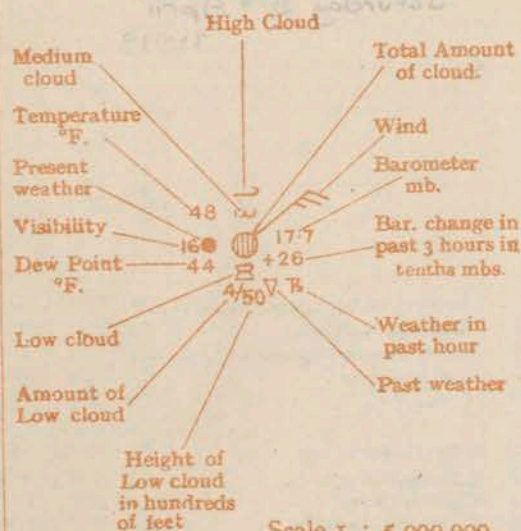 High Cloud
Medium
cloud
Total Amount
of cloud.
Temperature
°F.
Wind
Present
weather
Barometer
mb.
48
Visibility
16
17.7
Bar. change in
past 3 hours in
tenths mbs.
Dew Point
°F.
44
+26
4/50
Low cloud
Weather in
past hour
Amount of
Low cloud
Past weather
Height of
Low cloud
in hundreds
of feet